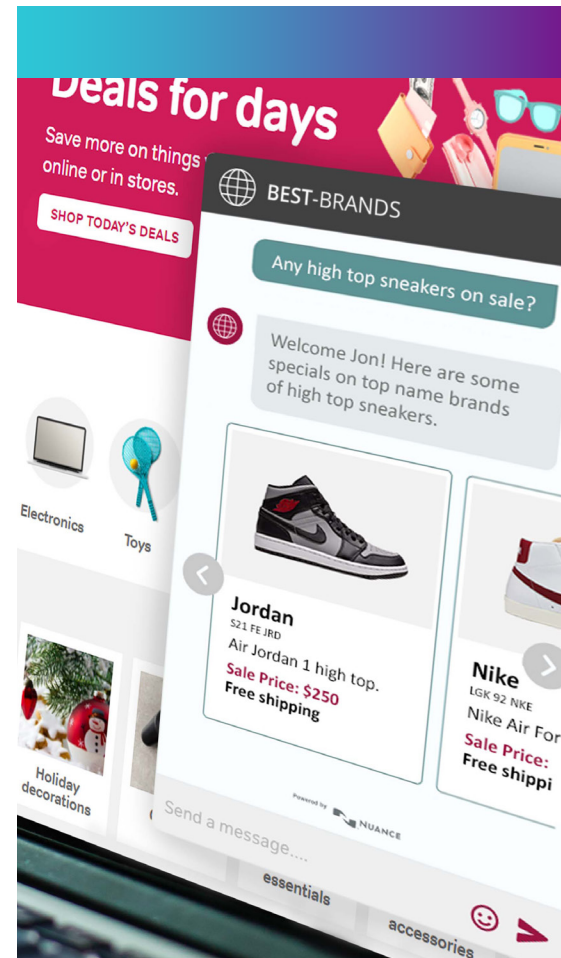 Deals for days
Save more on things
online or in stores.
SHOP TODAY'S DEALS
BEST-BRANDS
Any high top sneakers on sale?
Welcome Jon! Here are some
specials on top name brands
of high top sneakers.
Electronics
Toys
Jordan
S21 FE JRD
Air Jordan 1 high top.
Sale Price: $250
Free shipping
Nike
LGK 92 NKE
Nike Air For
Sale Price:
Free shippi
Holiday
decorations
Powered by NUANCE
Send a message....
essentials
accessories